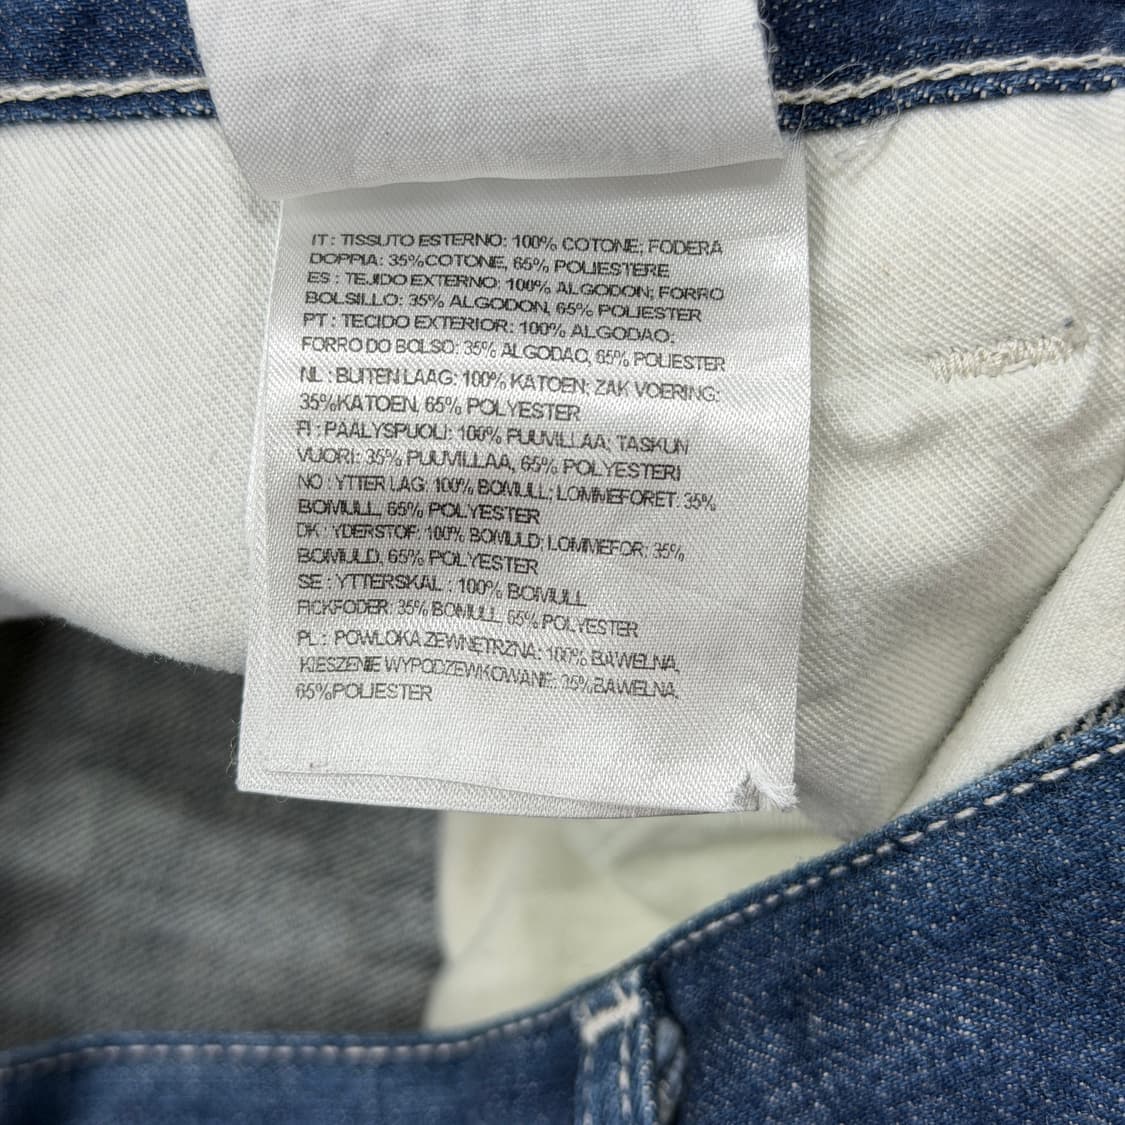 IT : TISSUTO ESTERNO: 100% COTONE; FODERA
DOPPIA: 35%COTONE, 65% POLIESTERE
ES : TEJIDO EXTERNO: 100% ALGODON; FORRO
BOLSILLO: 35% ALGODON, 65% POLIESTER
PT : TECIDO EXTERIOR: 100% ALGODAO;
FORRO DO BOLSO: 35% ALGODAO, 65% POLIESTER
NL : BUITEN LAAG: 100% KATOEN; ZAK VOERING:
35%KATOEN, 65% POLYESTER
FI : PAALYSPUOLI: 100% PUUVILLAA; TASKUN
VUORI: 35% PUUVILLAA, 65% POLYESTERI
NO : YTTER LAG: 100% BOMULL; LOMMEFORET: 35%
BOMULL, 65% POLYESTER
DK : YDERSTOF: 100% BOMULD; LOMMEFOR: 35%
BOMULD, 65% POLYESTER
SE : YTTERSKAL : 100% BOMULL
FICKFODER: 35% BOMULL, 65% POLYESTER
PL : POWLOKA ZEWNĘTRZNA: 100% BAWELNA,
KIESZENIE WYPODZEWKOWANE: 35%BAWELNA,
65%POLIESTER